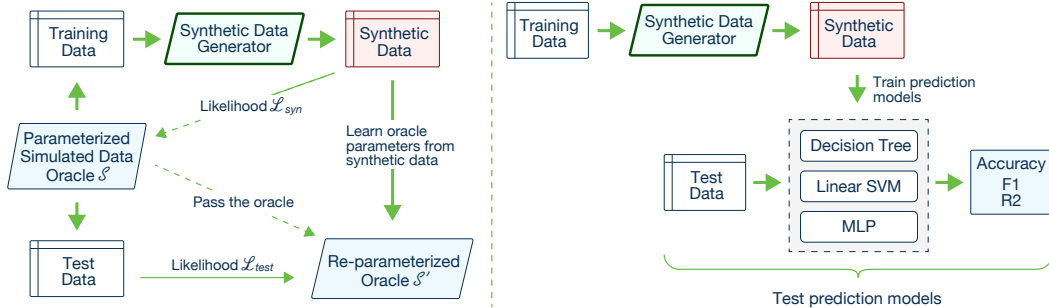 Training
Data
Synthetic Data
Generator
Synthetic
Data
Likelihood ℒsyn
Parameterized
Simulated Data
Oracle 𝒮
Learn oracle
parameters from
synthetic data
Pass the oracle
Test
Data
Likelihood ℒtest
Re-parameterized
Oracle 𝒮'
Training
Data
Synthetic Data
Generator
Synthetic
Data
Train prediction
models
Test
Data
Decision Tree
Linear SVM
MLP
Accuracy
F1
R2
Test prediction models